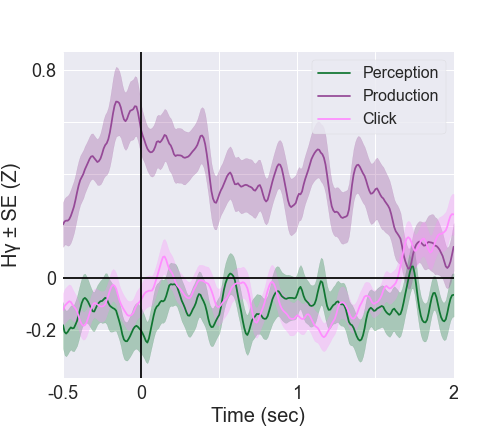 Perception
Production
Click
Hγ ± SE (Z)
0.8
0
-0.2
-0.5 0 1 2
Time (sec)